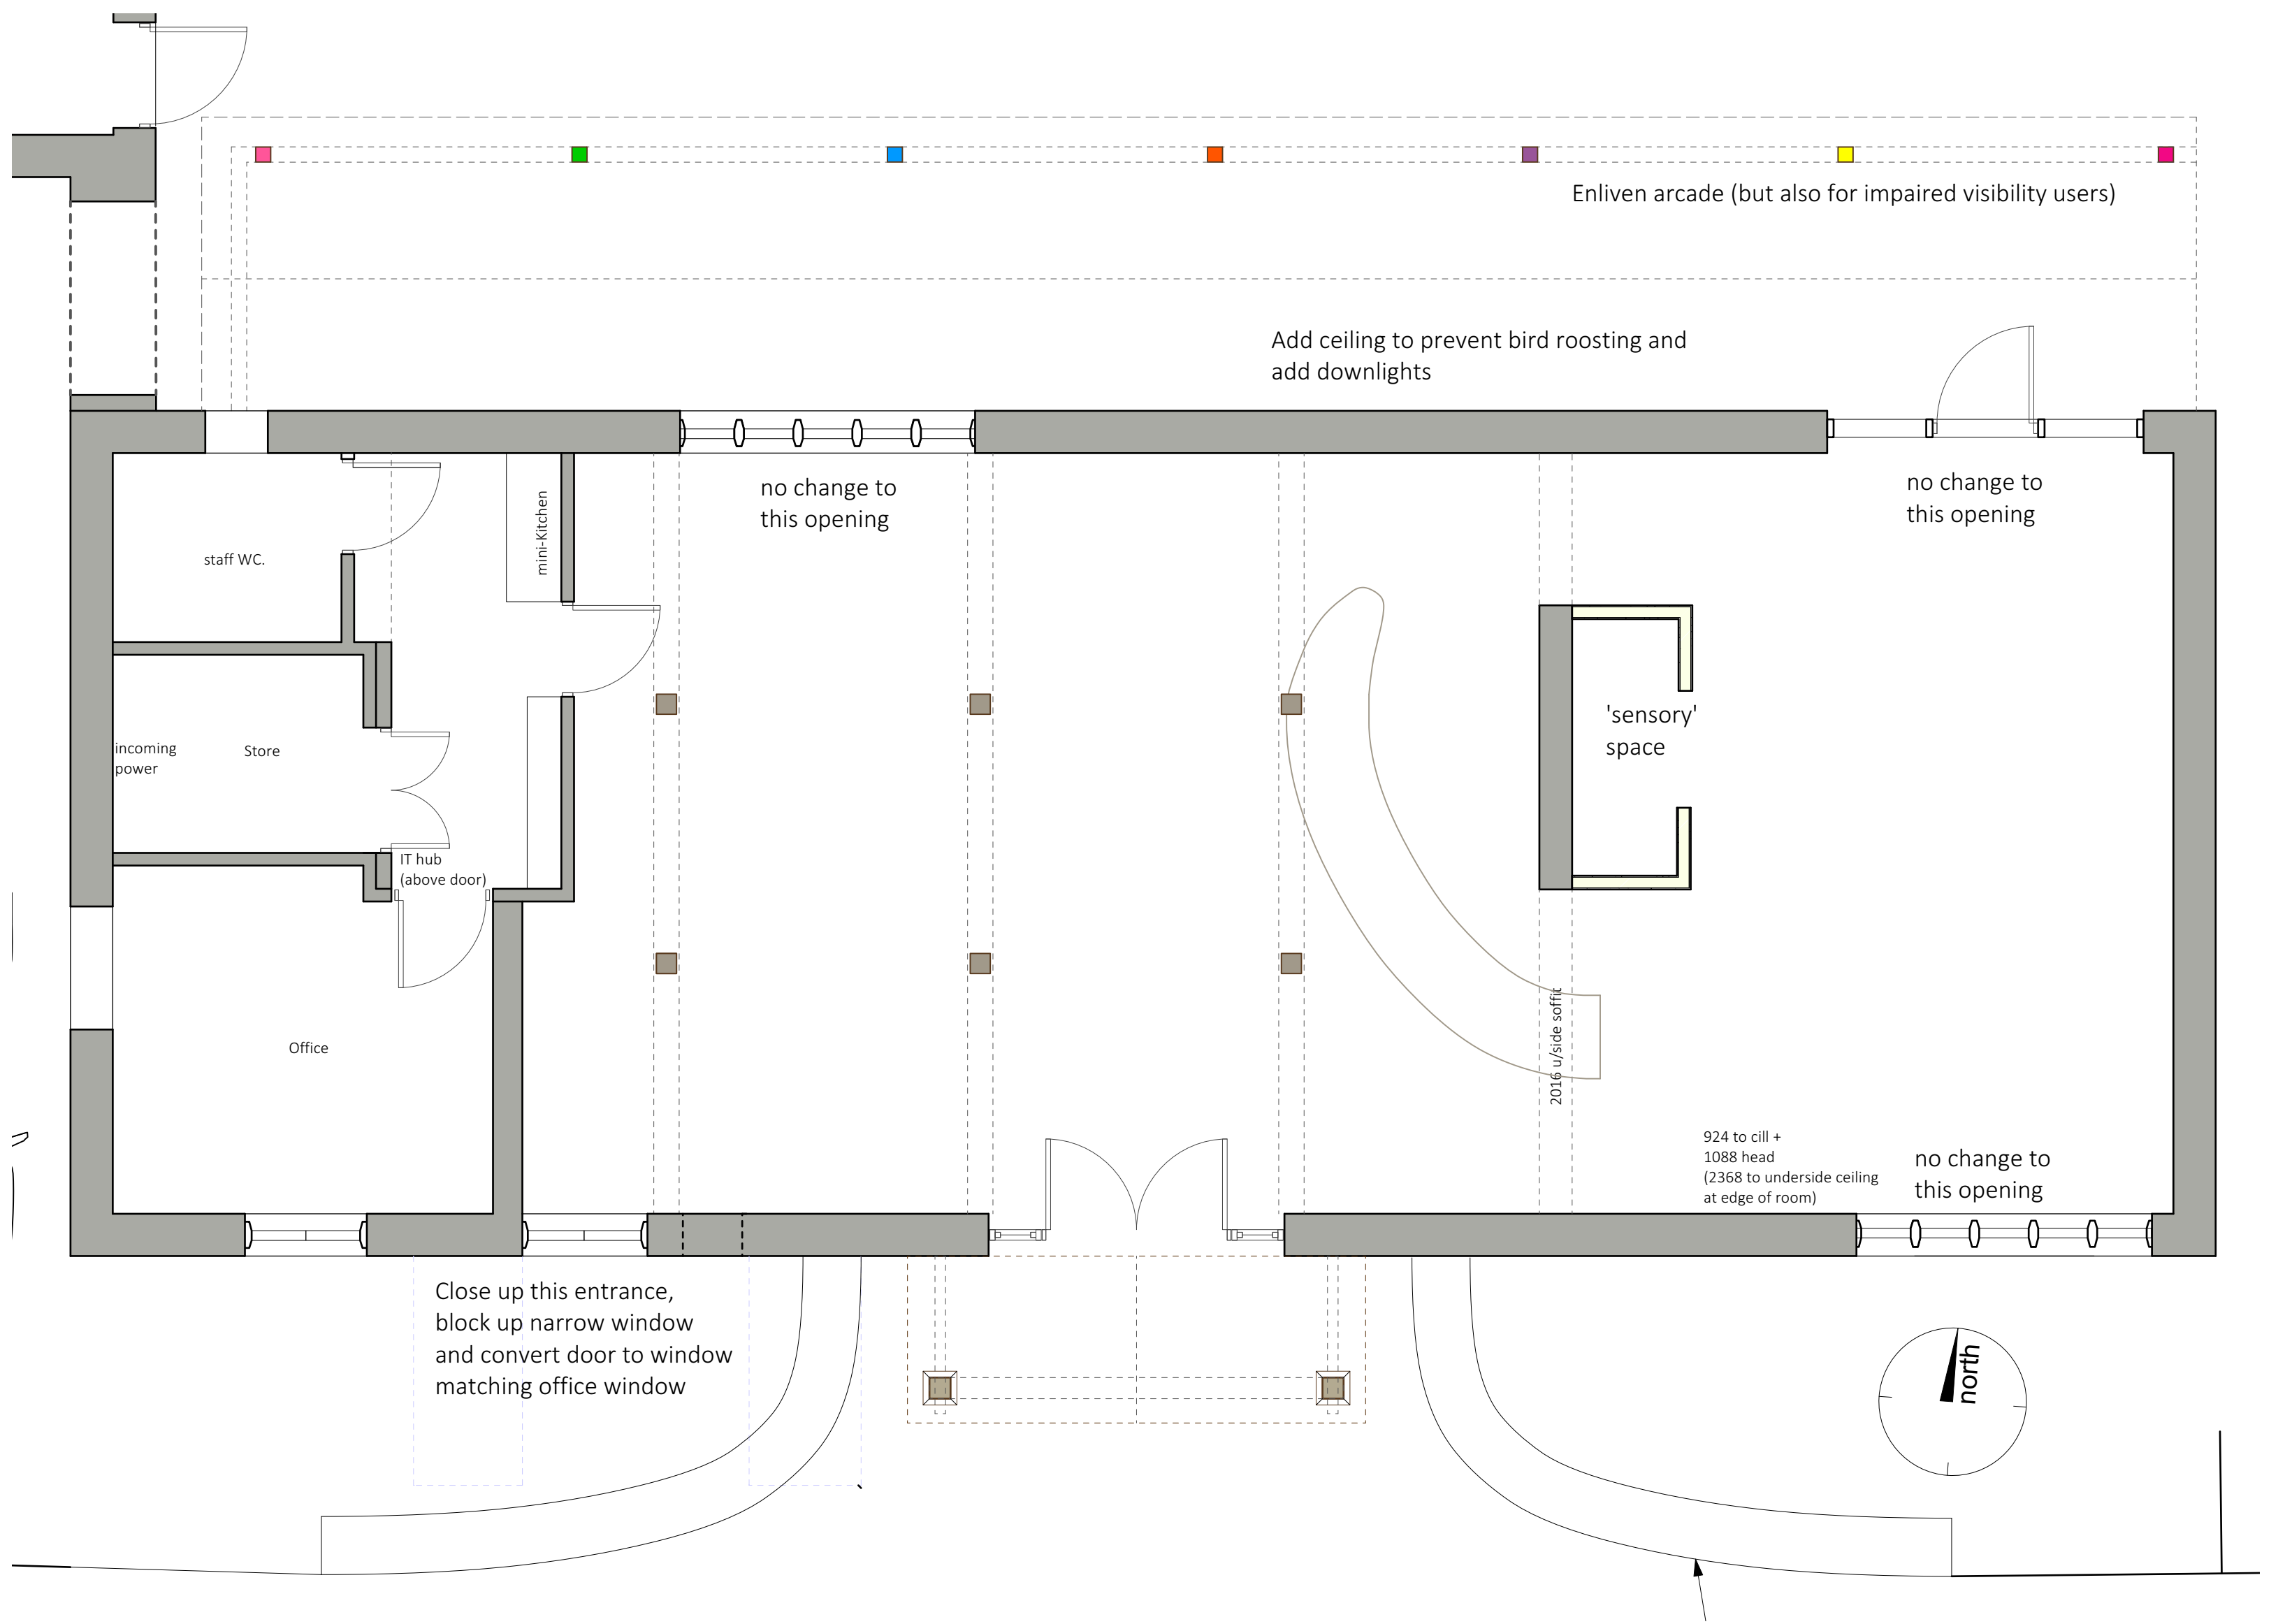 Enliven arcade (but also for impaired visibility users)
Add ceiling to prevent bird roosting and
add downlights
no change to
this opening
no change to
this opening
mini-Kitchen
staff WC.
'sensory'
space
incoming
power
Store
IT hub
(above door)
Office
2016 u/side soffit
924 to cill +
1088 head
(2368 to underside ceiling
at edge of room)
no change to
this opening
Close up this entrance,
block up narrow window
and convert door to window
matching office window
north